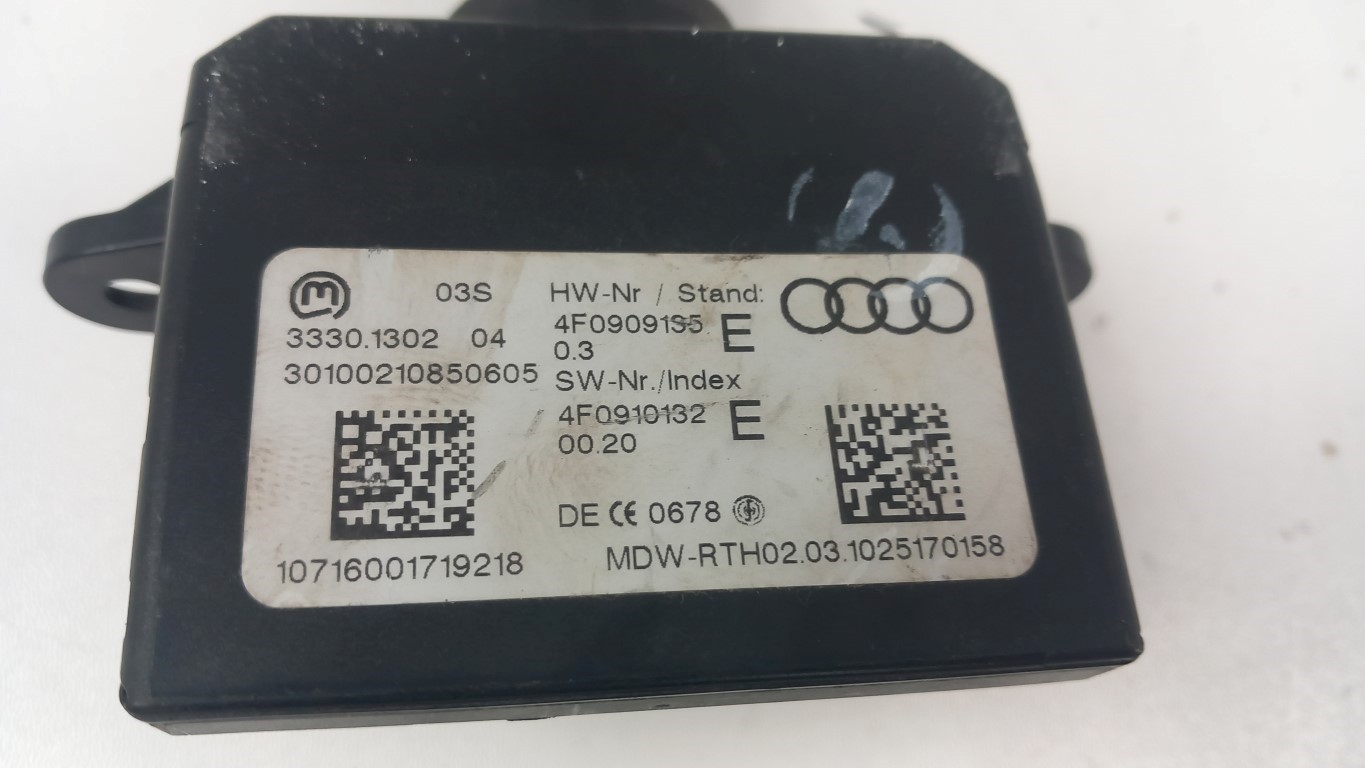 M 03S
3330.1302 04
30100210850605
10716001719218
HW-Nr / Stand:
4F0909135 E
0.3
SW-Nr./Index
4F0910132 E
00.20
DE CE 0678
MDW-RTH02.03.1025170158